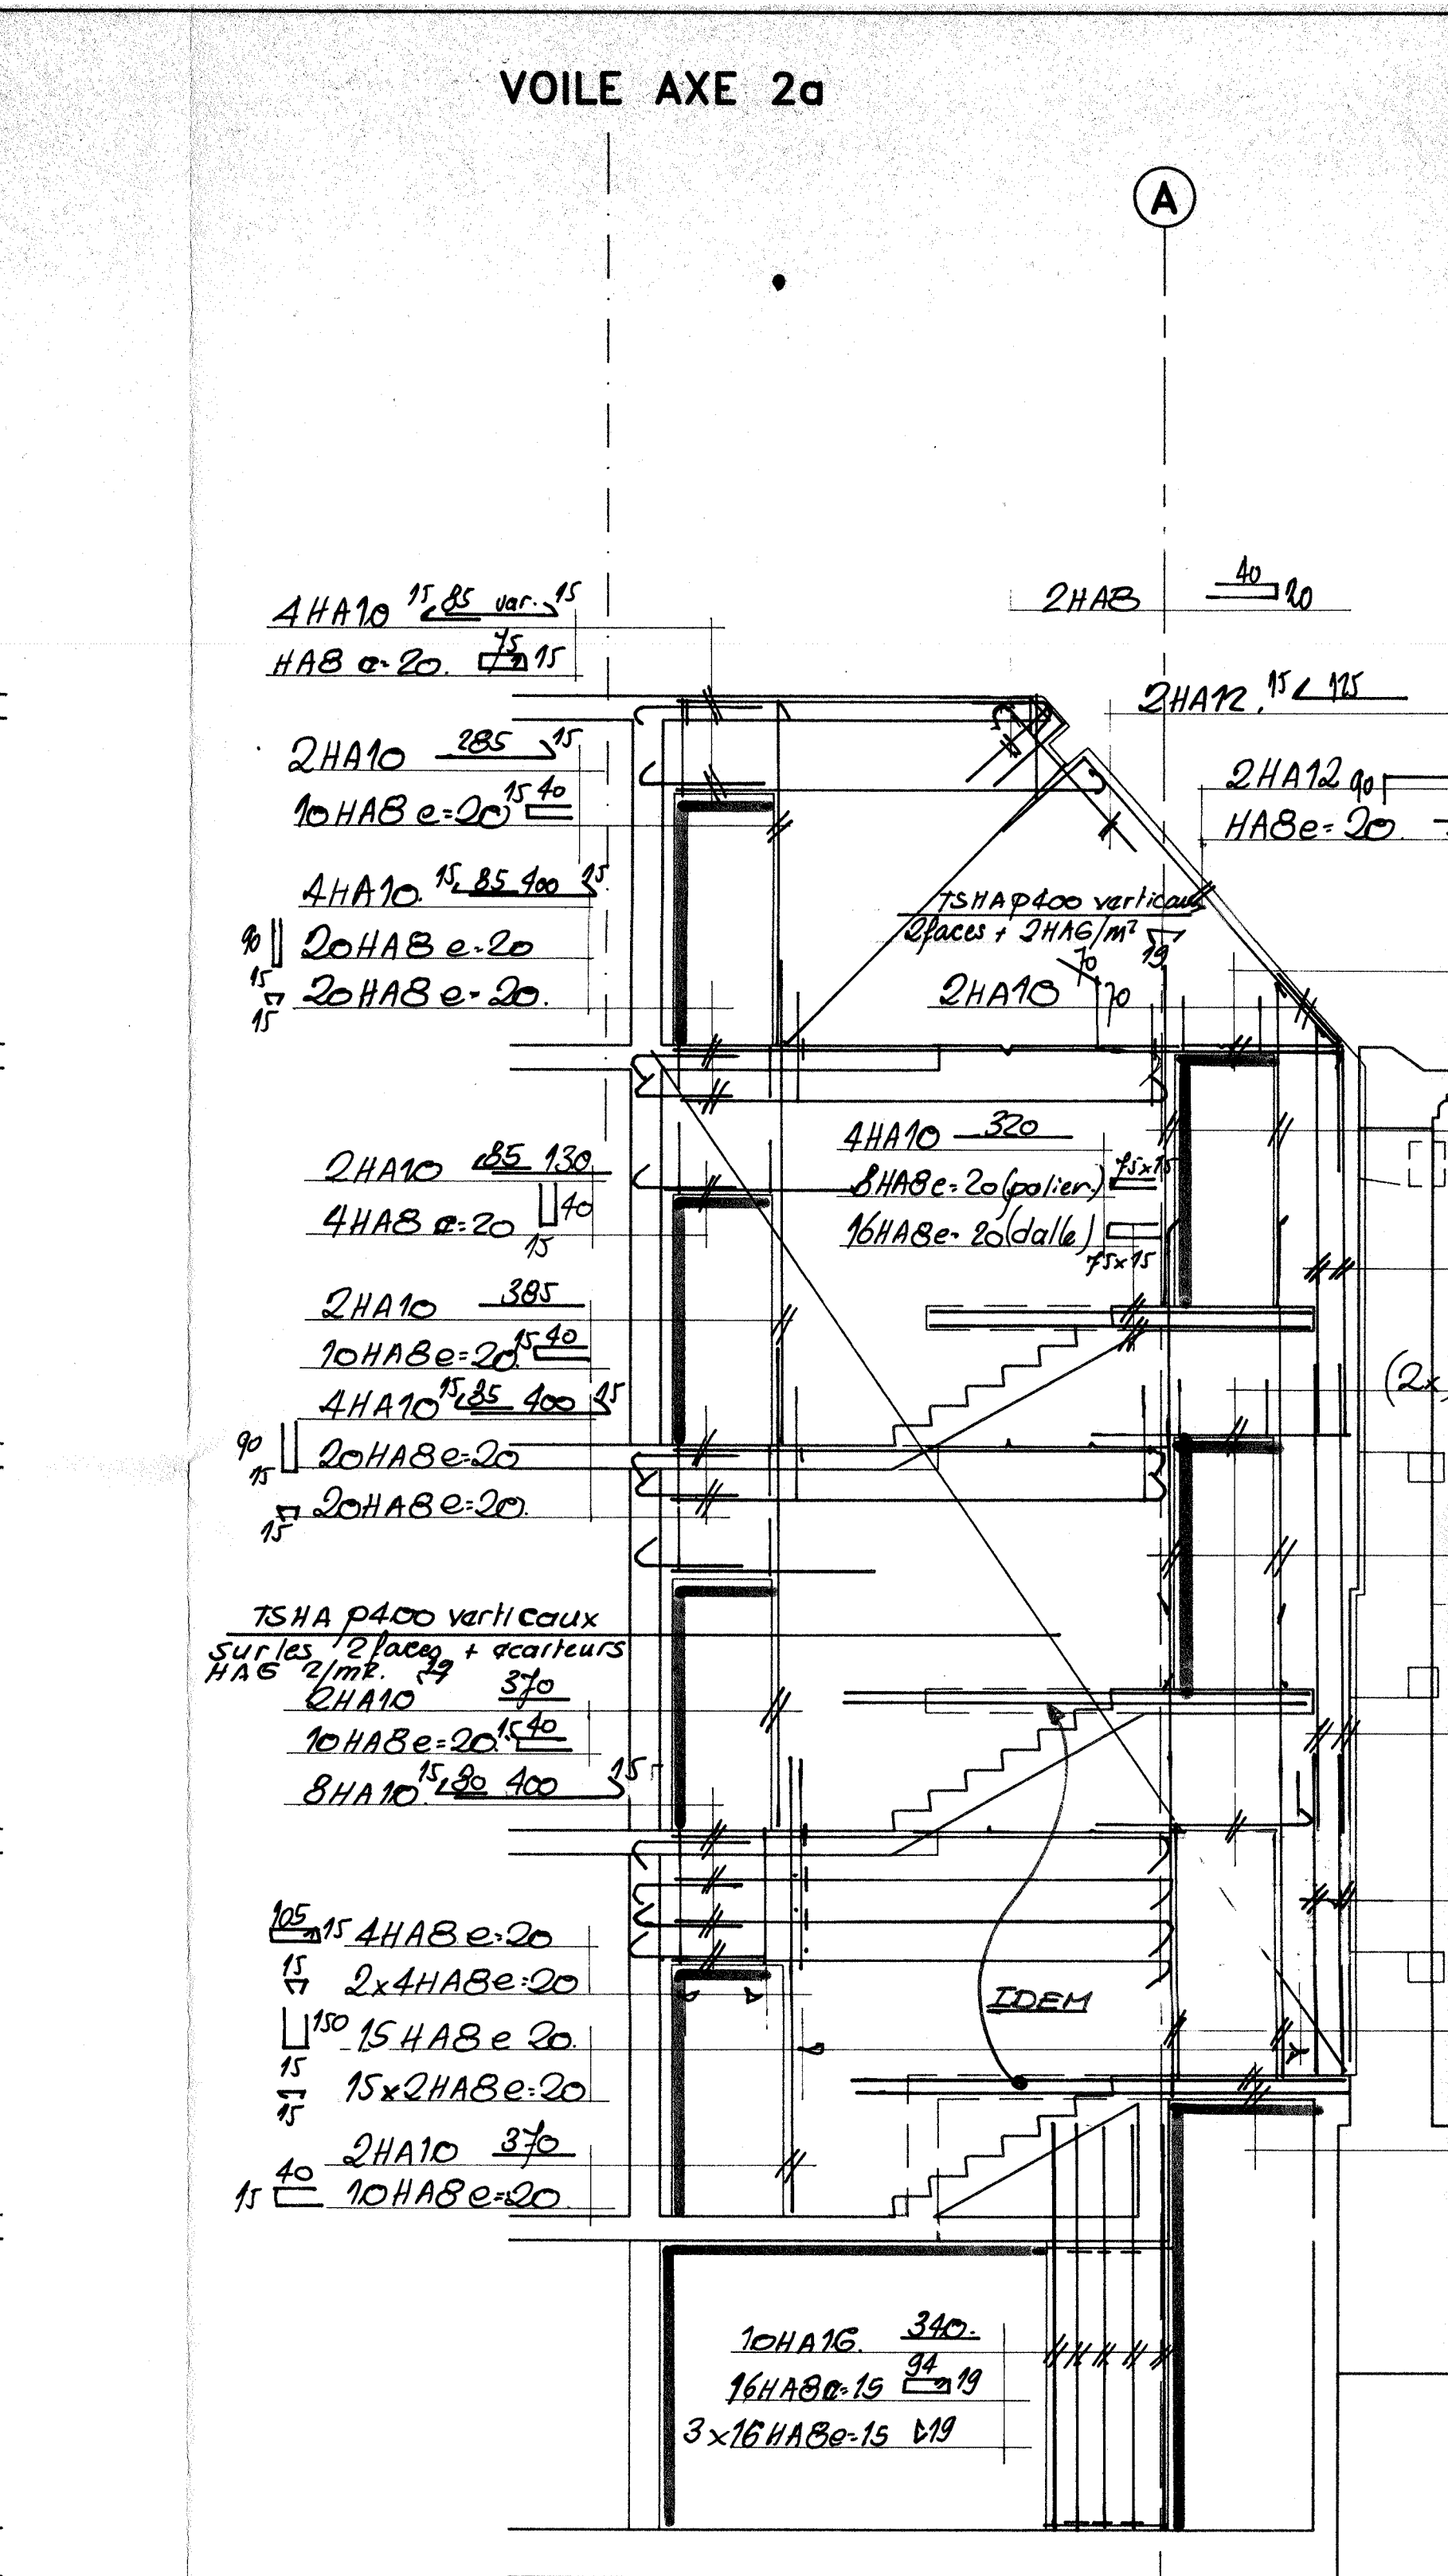 VOILE AXE 2a
A
4HA10 15 85 var. 15
HA8 e=20. 75 15
2HA8 40 20
2HA12. 15 125
2HA10 285 15
10HA8 e=20 15 40
2HA12 90
HA8e=20.
4HA10. 15 85 400 15
90 20HA8 e=20
15
15 20HA8 e=20.
TSHA P400 verticaux
2faces + 2HA6/m² 19
2HA10 70 70
4HA10 320
8HA8e=20(palier) 75x15
16HA8e=20(dalle)
75x15
2HA10 85 130
4HA8 e=20 40
15
2HA10 385
10HA8e=20. 15 40
4HA10 15 85 400 15
90 20HA8e=20
15
20HA8e=20.
15
(2x
TSHA P400 verticaux
sur les 2 faces + écarteurs
HA6 2/m2. 19
2HA10 370
10HA8e=20. 15 40
8HA10. 15 80 400 15
105 15 4HA8e=20
15 2x4HA8e=20
150 15HA8e 20.
15
15x2HA8e=20
15
IDEM
2HA10 370
15 40 10HA8e=20
10HA16. 340.
16HA8e=15 94 19
3x16HA8e=15 19